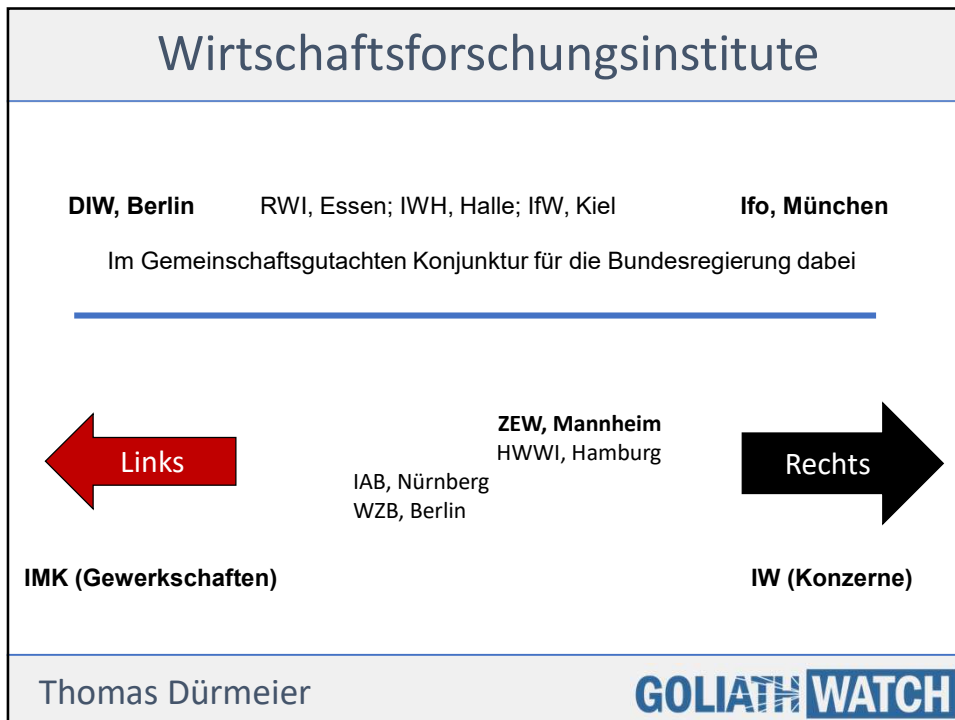 Wirtschaftsforschungsinstitute
DIW, Berlin RWI, Essen; IWH, Halle; IfW, Kiel Ifo, München
Im Gemeinschaftsgutachten Konjunktur für die Bundesregierung dabei
ZEW, Mannheim
HWWI, Hamburg
Links
Rechts
IAB, Nürnberg
WZB, Berlin
IMK (Gewerkschaften) IW (Konzerne)
Thomas Dürmeier GOLIATH WATCH